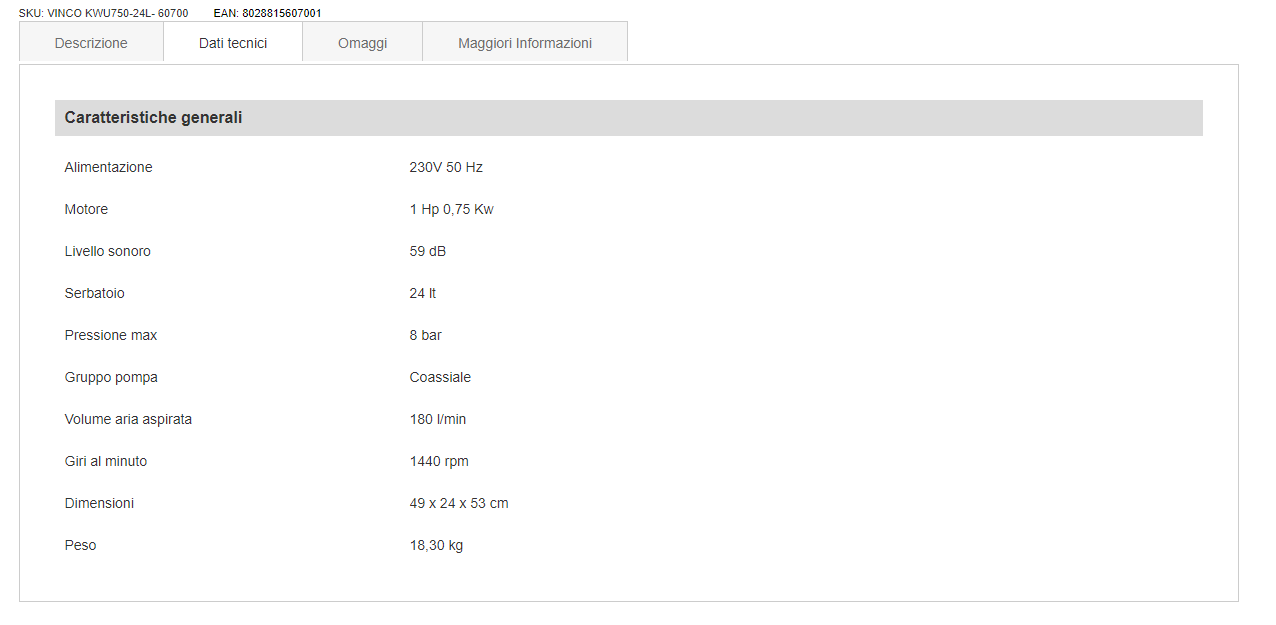 SKU: VINCO KWU750-24L- 60700 EAN: 8028815607001
Descrizione Dati tecnici Omaggi Maggiori Informazioni
Caratteristiche generali
Alimentazione 230V 50 Hz
Motore 1 Hp 0,75 Kw
Livello sonoro 59 dB
Serbatoio 24 lt
Pressione max 8 bar
Gruppo pompa Coassiale
Volume aria aspirata 180 l/min
Giri al minuto 1440 rpm
Dimensioni 49 x 24 x 53 cm
Peso 18,30 kg